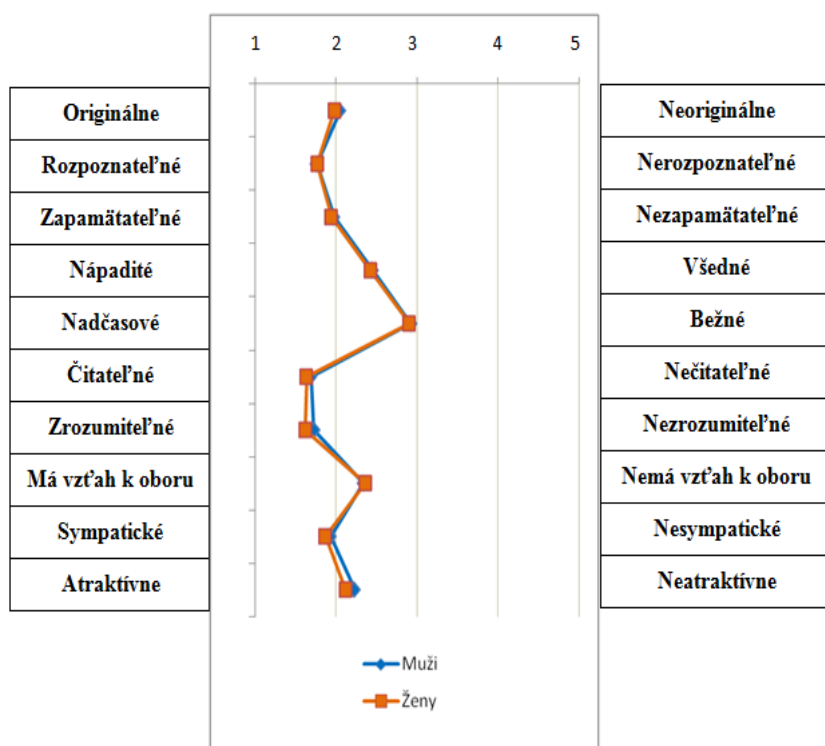 1 2 3 4 5
Originálne Neoriginálne
Rozpoznateľné Nerozpoznateľné
Zapamätateľné Nezapamätateľné
Nápadité Všedné
Nadčasové Bežné
Čitateľné Nečitateľné
Zrozumiteľné Nezrozumiteľné
Má vzťah k oboru Nemá vzťah k oboru
Sympatické Nesympatické
Atraktívne Neatraktívne
Muži
Ženy